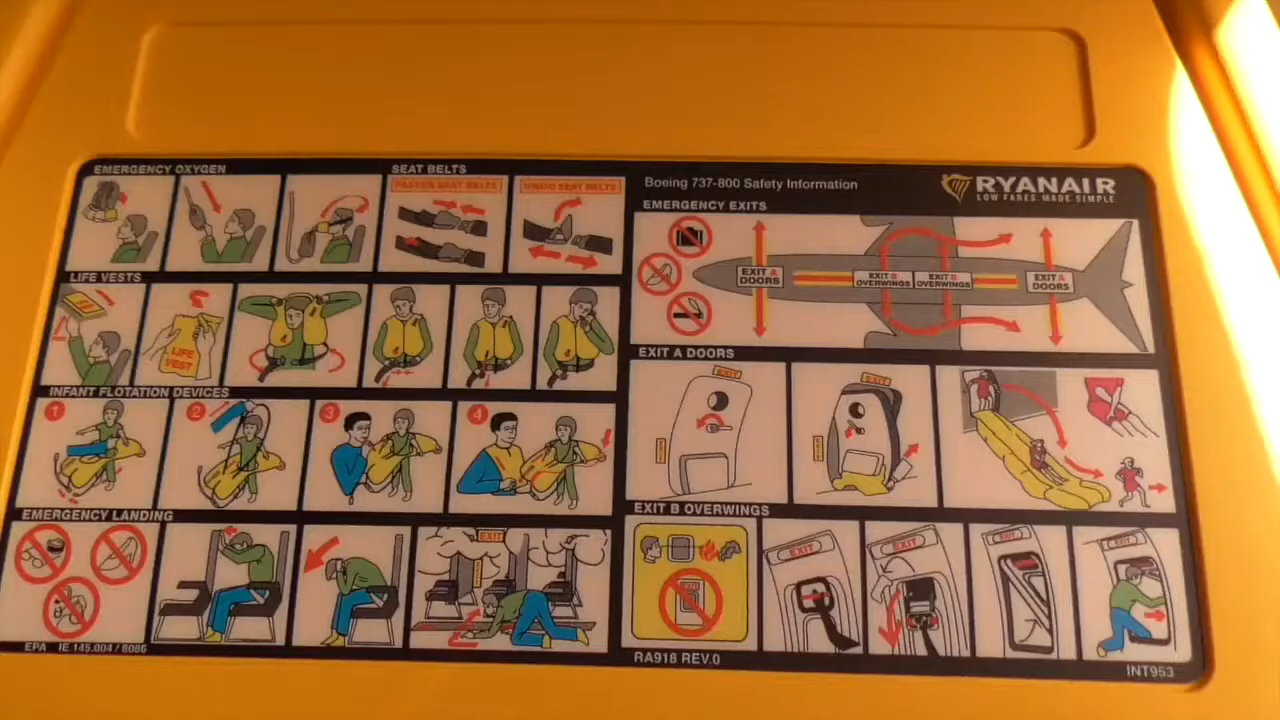 EMERGENCY OXYGEN
SEAT BELTS
FASTEN SEAT BELTS
UNDO SEAT BELTS
LIFE VESTS
LIFE
VEST
INFANT FLOTATION DEVICES
1
2
3
4
EMERGENCY LANDING
EXIT
EPA IE.145.004 / 8086
Boeing 737-800 Safety Information
RYANAIR
LOW FARES. MADE SIMPLE.
EMERGENCY EXITS
EXIT A
DOORS
EXIT B
OVERWINGS
EXIT B
OVERWINGS
EXIT A
DOORS
EXIT A DOORS
EXIT
EXIT
EXIT B OVERWINGS
EXIT
EXIT
EXIT
EXIT
EXIT
RA918 REV.0
INT953